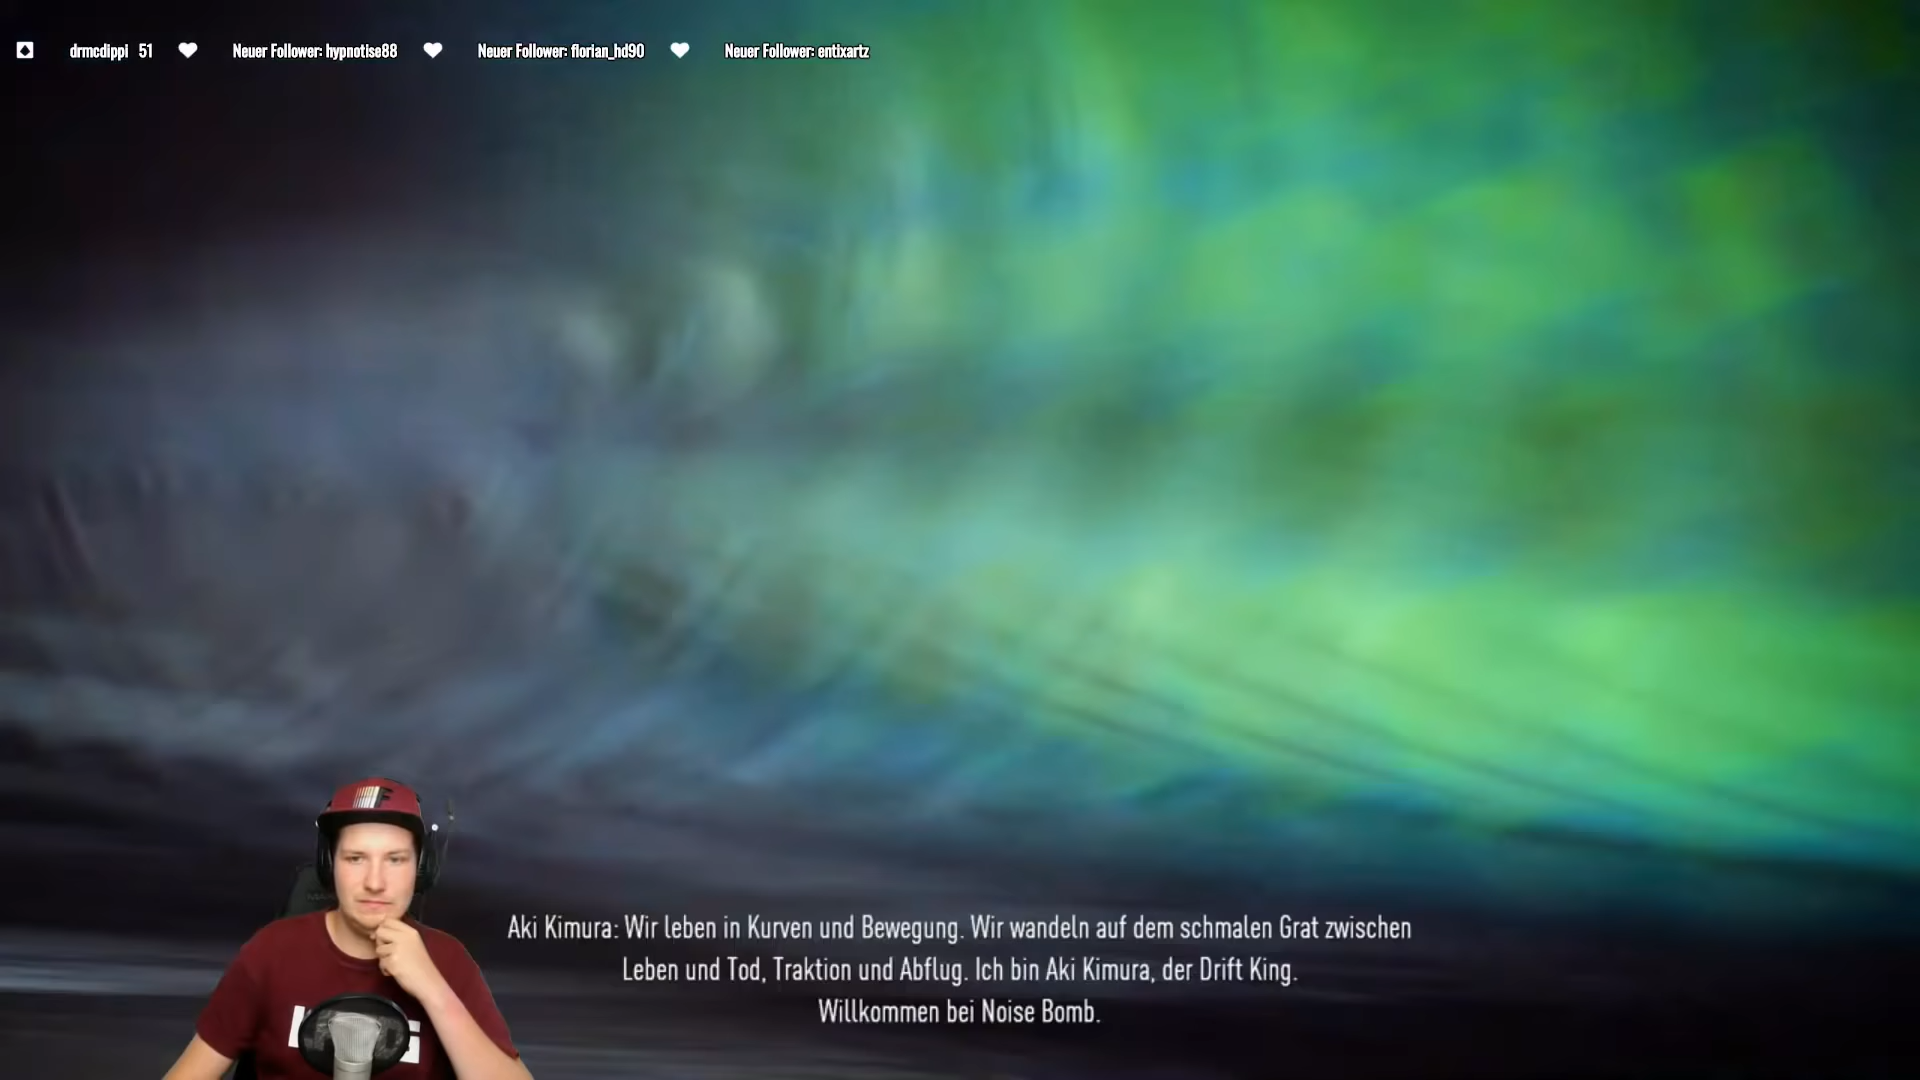 drmcdippi 51 Neuer Follower: hypnotise88 Neuer Follower: florian_hd90 Neuer Follower: entixartz
Aki Kimura: Wir leben in Kurven und Bewegung. Wir wandeln auf dem schmalen Grat zwischen
Leben und Tod, Traktion und Abflug. Ich bin Aki Kimura, der Drift King.
Willkommen bei Noise Bomb.